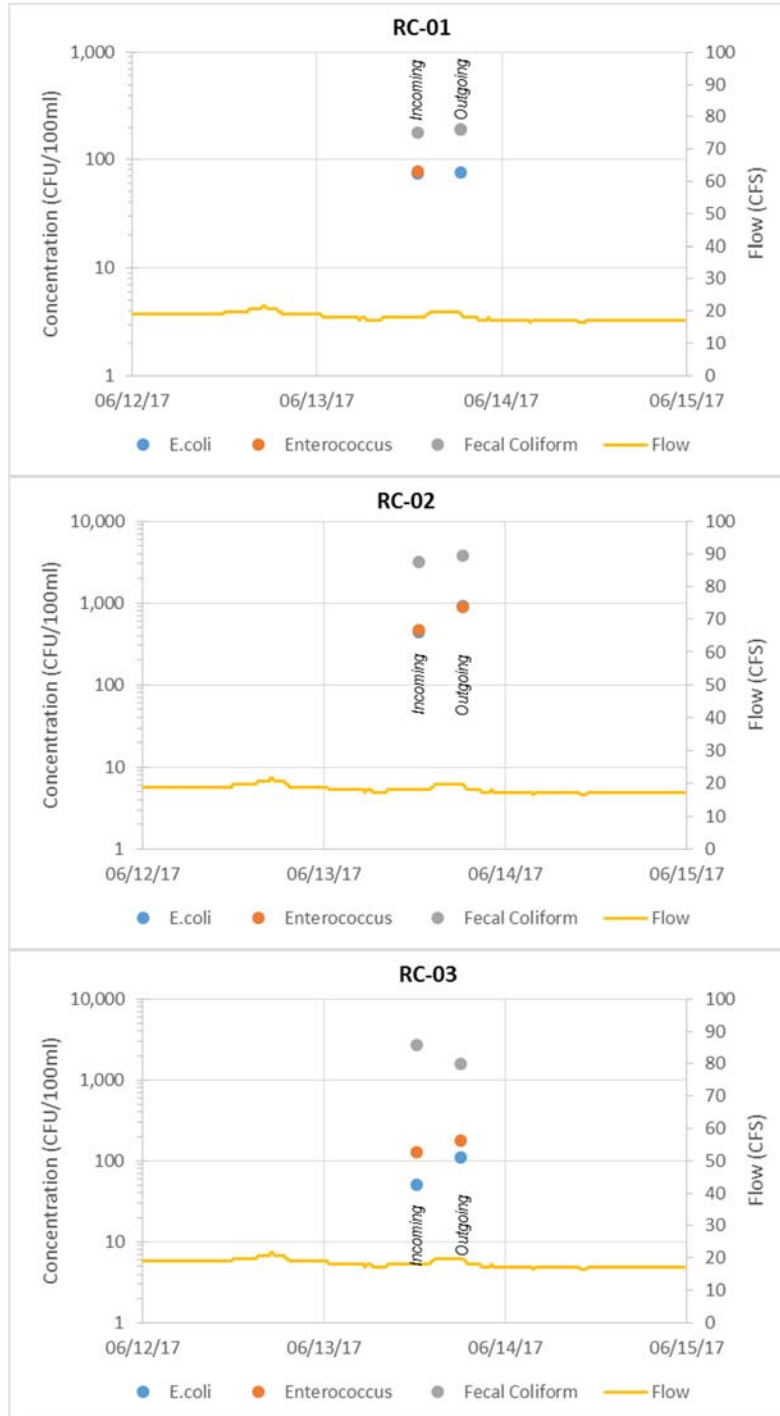 RC-01
1,000
100
10
1
Concentration (CFU/100ml)
100
90
80
70
60
50
40
30
20
10
0
Flow (CFS)
Incoming
Outgoing
06/12/17 06/13/17 06/14/17 06/15/17
E.coli Enterococcus Fecal Coliform Flow
RC-02
10,000
1,000
100
10
1
Concentration (CFU/100ml)
100
90
80
70
60
50
40
30
20
10
0
Flow (CFS)
Incoming
Outgoing
06/12/17 06/13/17 06/14/17 06/15/17
E.coli Enterococcus Fecal Coliform Flow
RC-03
10,000
1,000
100
10
1
Concentration (CFU/100ml)
100
90
80
70
60
50
40
30
20
10
0
Flow (CFS)
Incoming
Outgoing
06/12/17 06/13/17 06/14/17 06/15/17
E.coli Enterococcus Fecal Coliform Flow